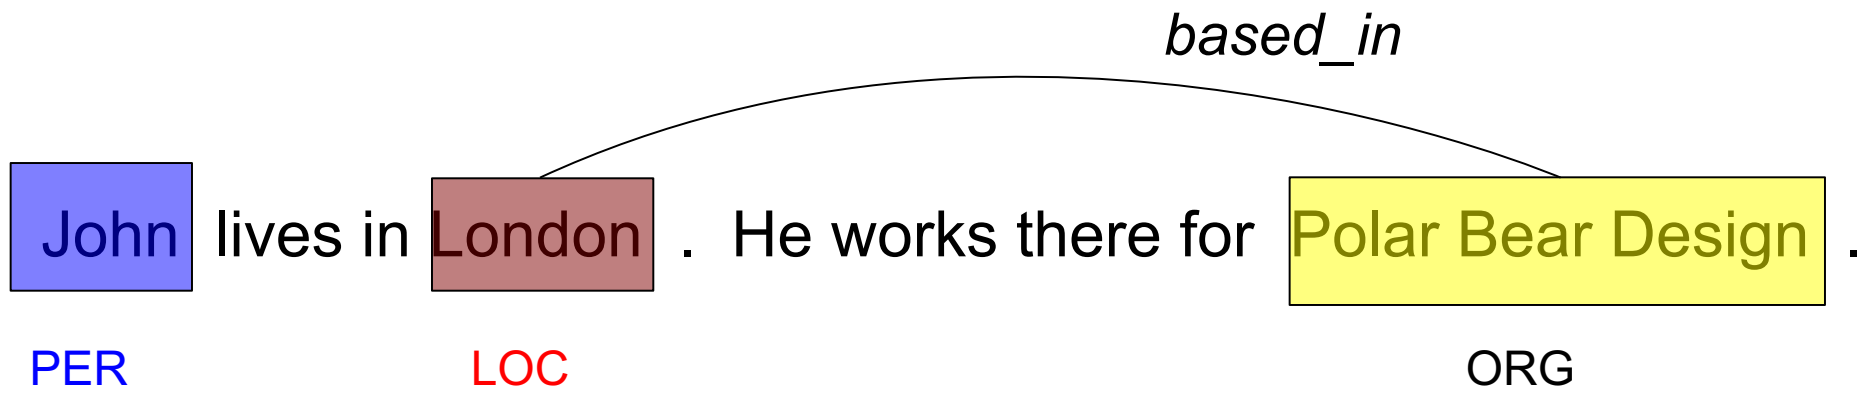 based_in
John lives in London . He works there for Polar Bear Design .
PER LOC ORG